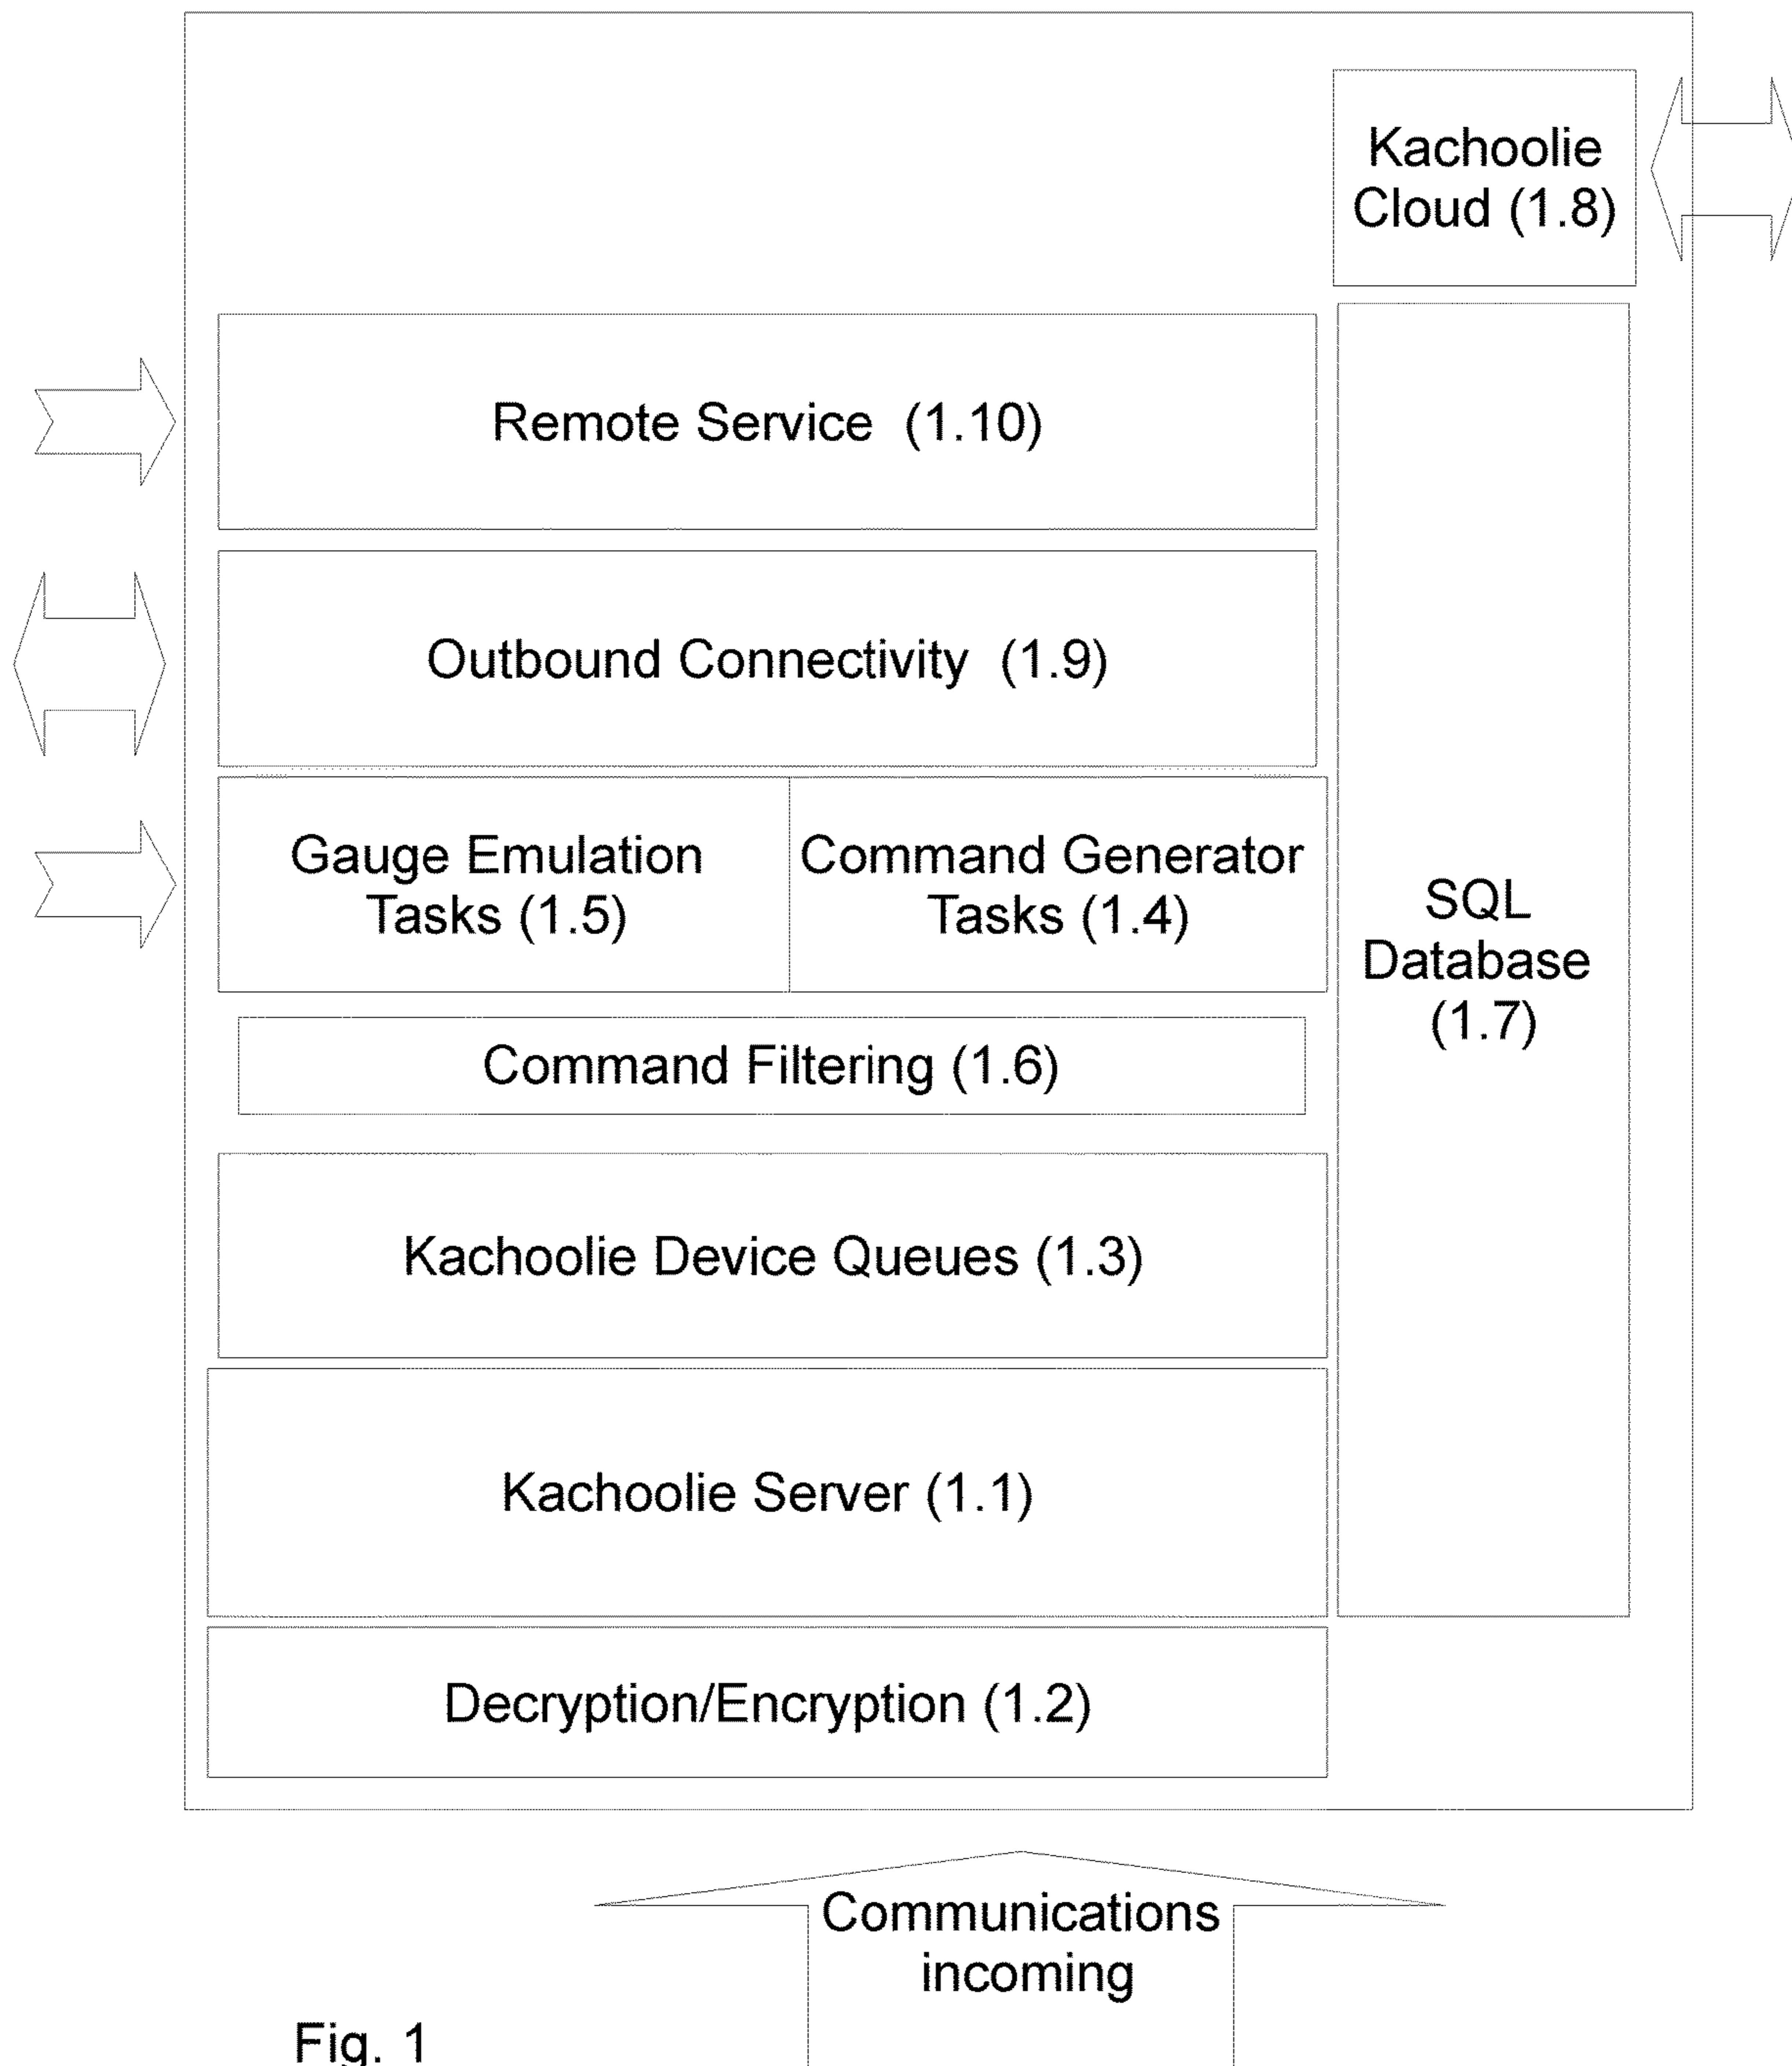 Kachoolie
Cloud (1.8)
Remote Service (1.10)
Outbound Connectivity (1.9)
Gauge Emulation
Tasks (1.5)
Command Generator
Tasks (1.4)
SQL
Database
(1.7)
Command Filtering (1.6)
Kachoolie Device Queues (1.3)
Kachoolie Server (1.1)
Decryption/Encryption (1.2)
Communications
incoming
Fig. 1